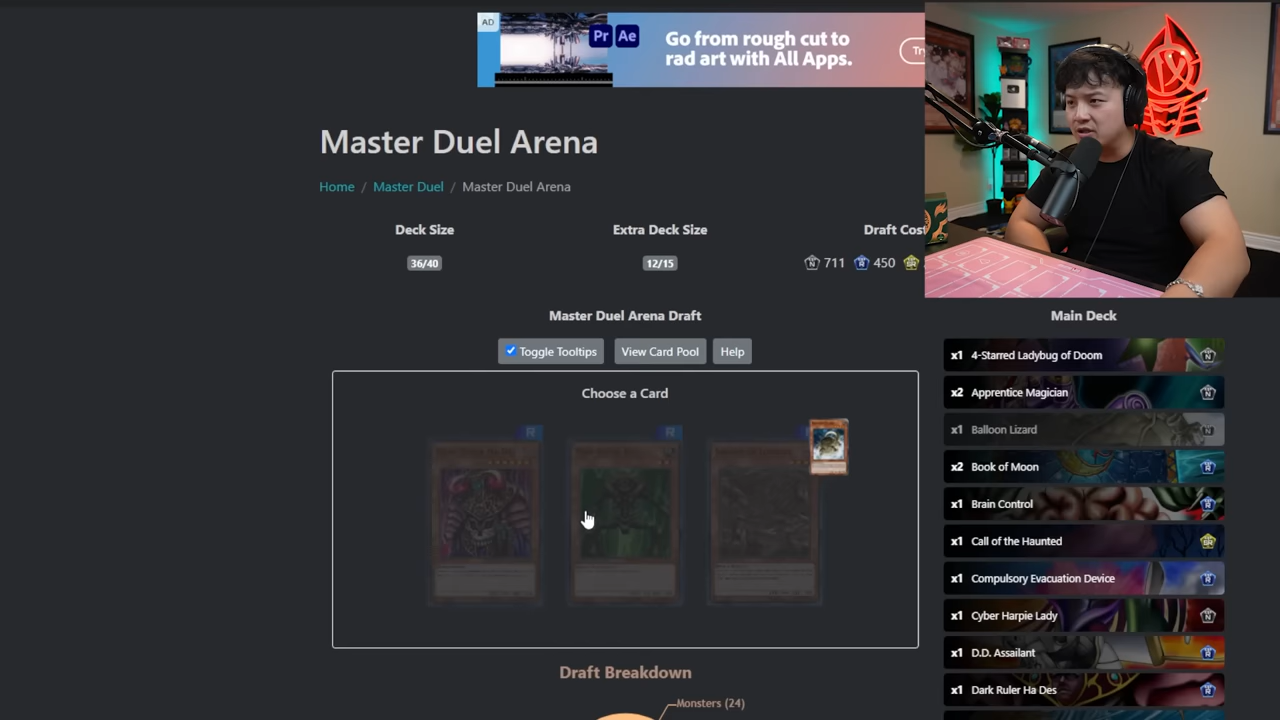 AD
Pr Ae
Go from rough cut to
rad art with All Apps.
Master Duel Arena
Home / Master Duel / Master Duel Arena
Deck Size
Extra Deck Size
Draft Cost
36/40
12/15
N 711 R 450 SR
Master Duel Arena Draft
Toggle Tooltips
View Card Pool
Help
Choose a Card
R
R
Draft Breakdown
Monsters (24)
Main Deck
x1 4-Starred Ladybug of Doom N
x2 Apprentice Magician N
x1 Balloon Lizard N
x2 Book of Moon R
x1 Brain Control R
x1 Call of the Haunted SR
x1 Compulsory Evacuation Device R
x1 Cyber Harpie Lady N
x1 D.D. Assailant R
x1 Dark Ruler Ha Des R